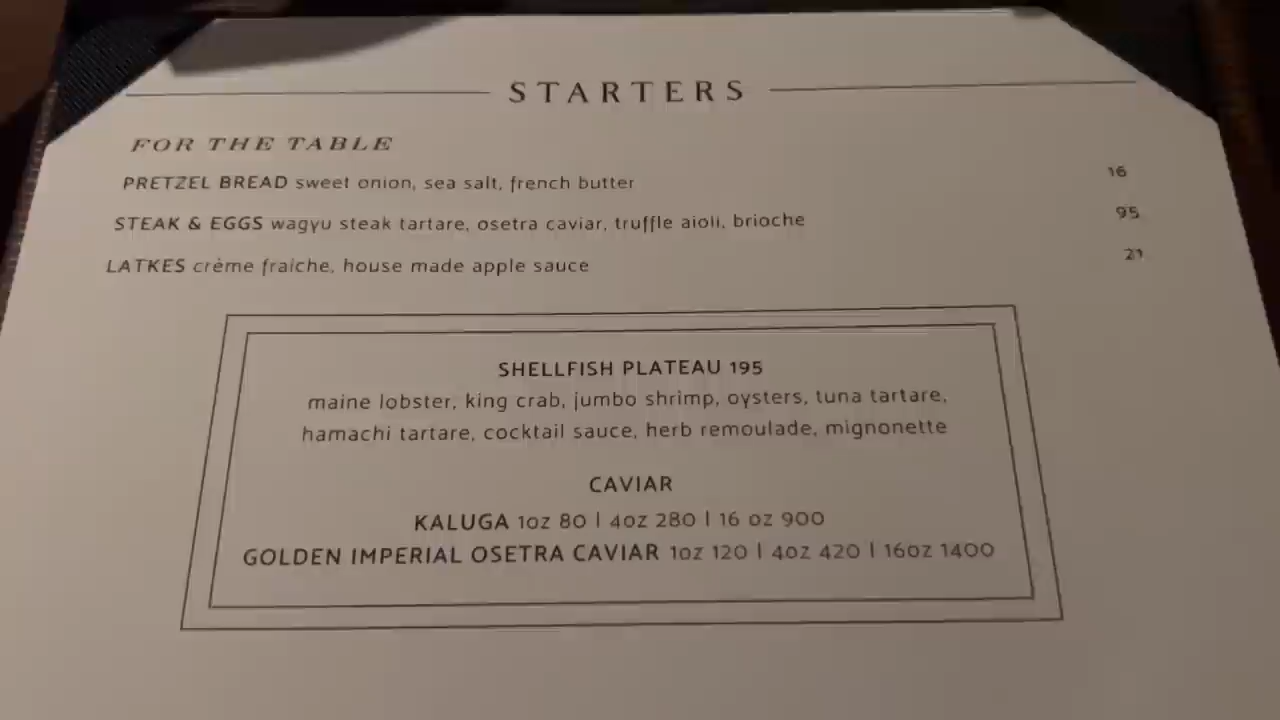 STARTERS
FOR THE TABLE
PRETZEL BREAD sweet onion, sea salt, french butter 16
STEAK & EGGS wagyu steak tartare, osetra caviar, truffle aioli, brioche 95
LATKES crème fraiche, house made apple sauce 21
SHELLFISH PLATEAU 195
maine lobster, king crab, jumbo shrimp, oysters, tuna tartare,
hamachi tartare, cocktail sauce, herb remoulade, mignonette
CAVIAR
KALUGA 1oz 80 | 4oz 280 | 16 oz 900
GOLDEN IMPERIAL OSETRA CAVIAR 1oz 120 | 4oz 420 | 16oz 1400